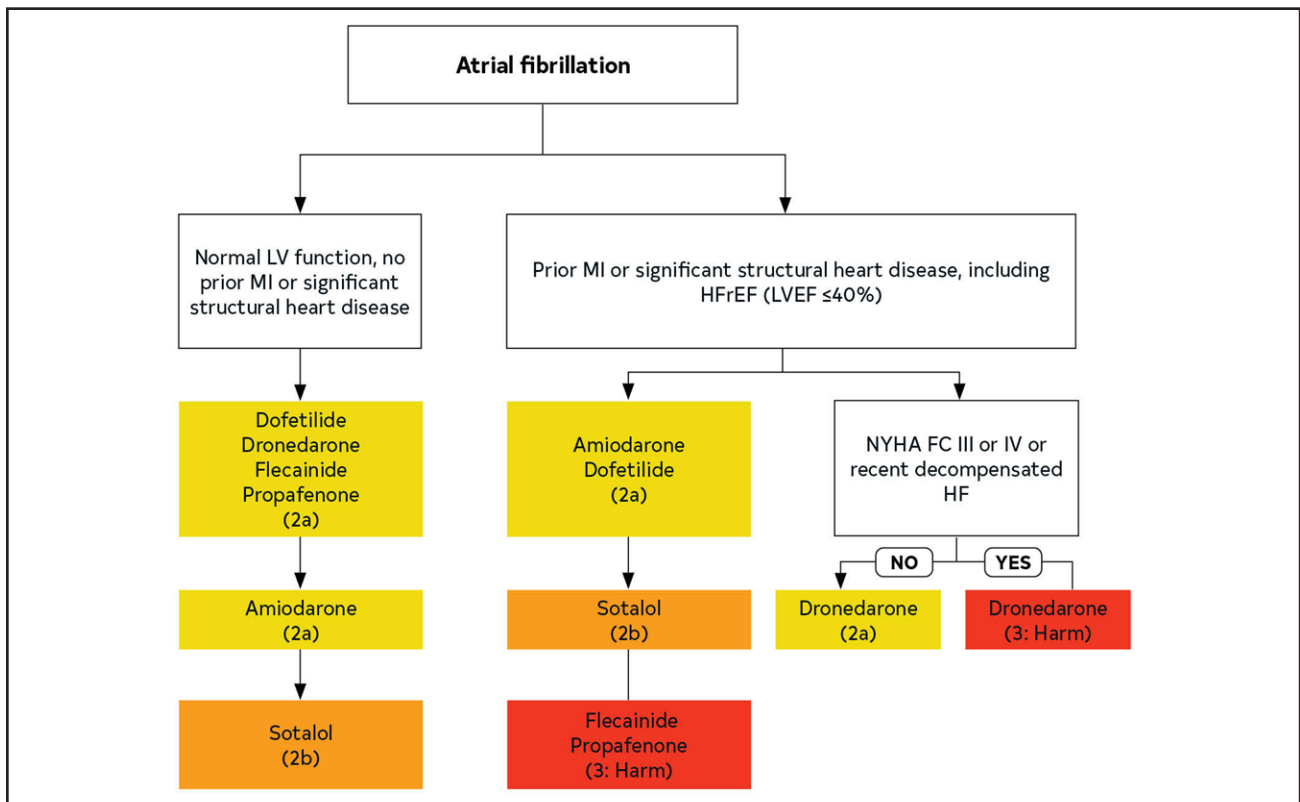 Atrial fibrillation
Normal LV function, no
prior MI or significant
structural heart disease
Prior MI or significant structural heart disease, including
HFrEF (LVEF ≤40%)
Dofetilide
Dronedarone
Flecainide
Propafenone
(2a)
Amiodarone
Dofetilide
(2a)
NYHA FC III or IV or
recent decompensated
HF
NO
YES
Amiodarone
(2a)
Sotalol
(2b)
Dronedarone
(2a)
Dronedarone
(3: Harm)
Sotalol
(2b)
Flecainide
Propafenone
(3: Harm)